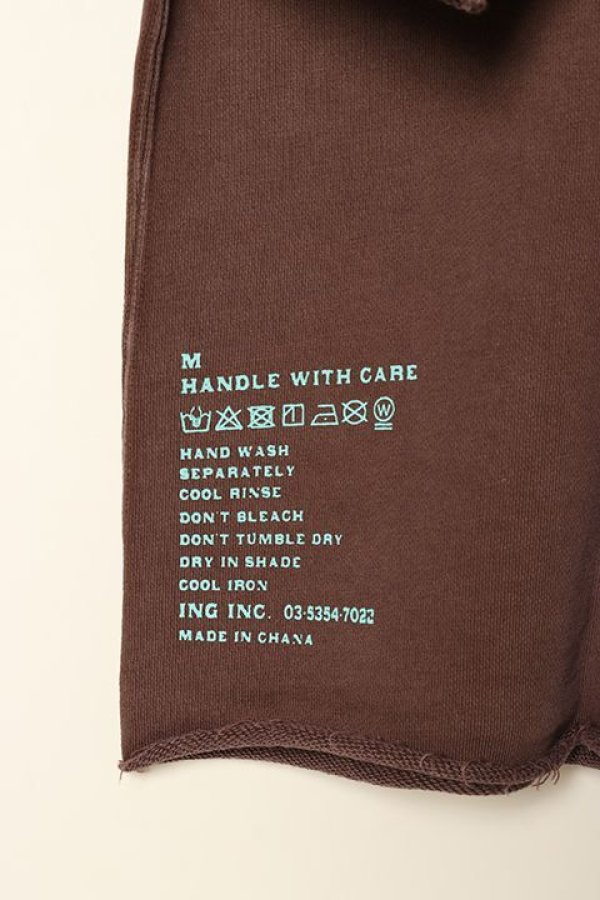 M
HANDLE WITH CARE
W
HAND WASH
SEPARATELY
COOL RINSE
DON'T BLEACH
DON'T TUMBLE DRY
DRY IN SHADE
COOL IRON
ING INC. 03-5354-7022
MADE IN CHANA